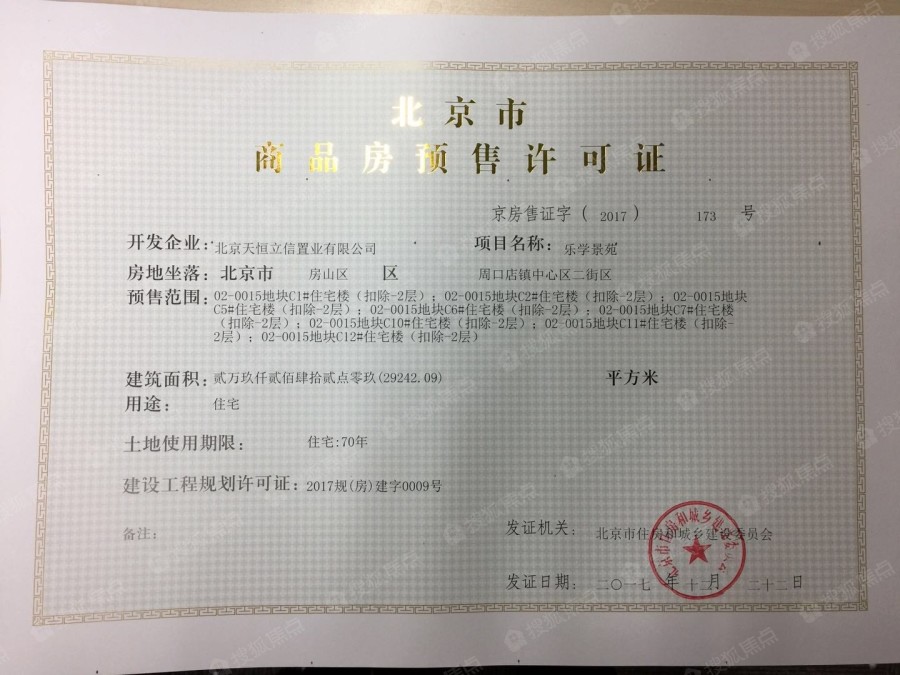 北京市
商品房预售许可证
京房售证字( 2017 ) 173 号
开发企业:北京天恒立信置业有限公司 项目名称:乐学景苑
房地坐落:北京市 房山区 区 周口店镇中心区二街区
预售范围:02-0015地块C1#住宅楼(扣除-2层);02-0015地块C2#住宅楼(扣除-2层);02-0015地块
C5#住宅楼(扣除-2层);02-0015地块C6#住宅楼(扣除-2层);02-0015地块C7#住宅楼
(扣除-2层);02-0015地块C10#住宅楼(扣除-2层);02-0015地块C11#住宅楼(扣除-
2层);02-0015地块C12#住宅楼(扣除-2层)
建筑面积:贰万玖仟贰佰肆拾贰点零玖(29242.09) 平方米
用途: 住宅
土地使用期限: 住宅:70年
建设工程规划许可证:2017规(房)建字0009号
备注:
发证机关: 北京市住房和城乡建设委员会
发证日期: 二〇一七 年 十二月 二十二日
搜狐焦点